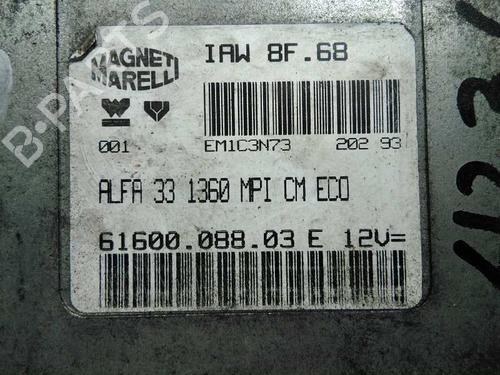 MAGNETI MARELLI
IAW 8F.68
001 EM1C3N73 202 93
ALFA 33 1360 MPI CM ECO
61600.088.03 E 12V=
B-PARTS